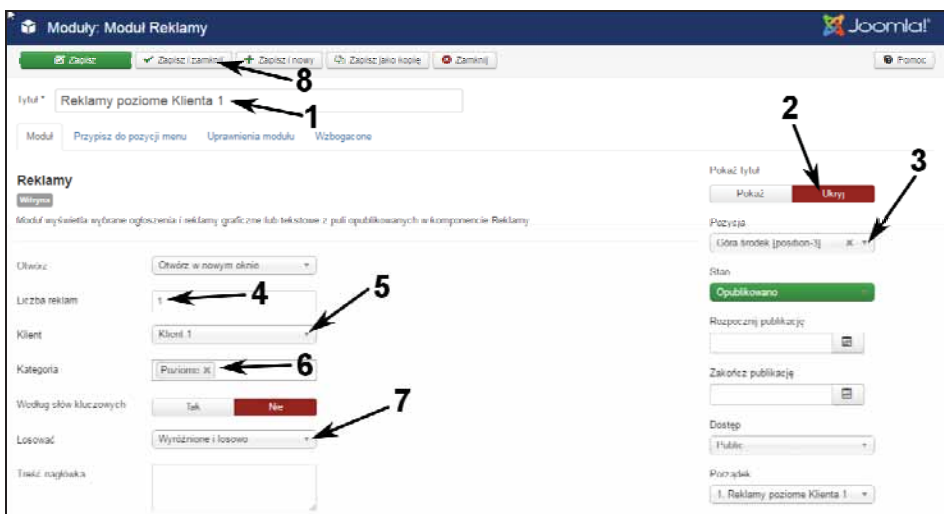 Moduły: Moduł Reklamy
Joomla!
Zapisz
Zapisz i zamknij
Zapisz i nowy
Zapisz jako kopię
Zamknij
Pomoc
8
Tytuł *
Reklamy poziome Klienta 1
1
Moduł
Przypisz do pozycji menu
Uprawnienia modułu
Wzbogacone
2
3
Reklamy
Witryna
Moduł wyświetla wybrane ogłoszenia i reklamy graficzne lub tekstowe z puli opublikowanych w komponencie Reklamy
Otwórz
Otwórz w nowym oknie
Liczba reklam
1
4
5
Klient
Klient 1
Kategoria
Poziome
6
Według słów kluczowych
Tak
Nie
7
Losować
Wyróżnione i losowo
Treść nagłówka
Pokaż tytuł
Pokaż
Ukryj
Pozycja
Góra środek [position-3]
Stan
Opublikowano
Rozpocznij publikację
Zakończ publikację
Dostęp
Public
Porządek
1. Reklamy poziome Klienta 1